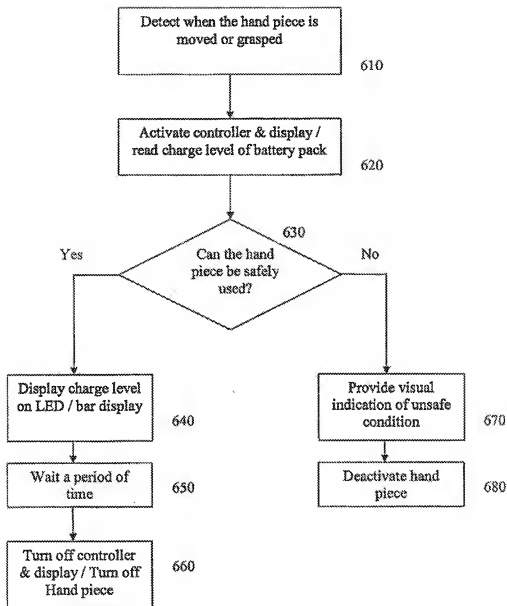 Detect when the hand piece is
moved or grasped
610
Activate controller & display /
read charge level of battery pack
620
630
Yes
No
Can the hand
piece be safely
used?
Display charge level
on LED / bar display
640
Provide visual
indication of unsafe
condition
670
Wait a period of
time
650
Deactivate hand
piece
680
Turn off controller
& display / Turn off
Hand piece
660